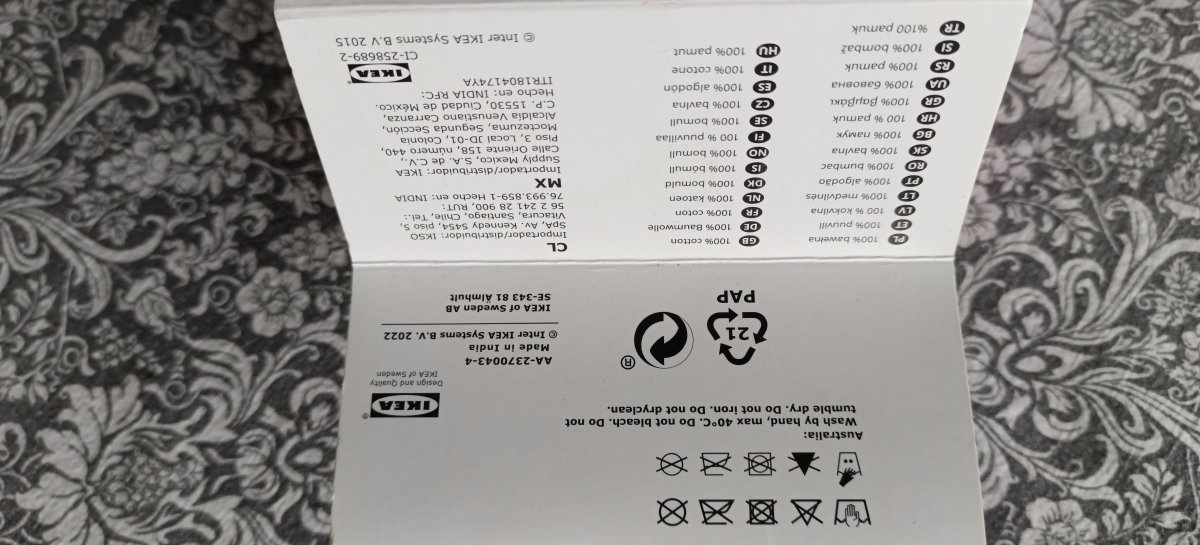 Australia:
Wash by hand, max 40°C. Do not bleach. Do not
tumble dry. Do not iron. Do not dryclean.
IKEA®
Design and Quality
IKEA of Sweden
21
PAP
®
AA-2370043-4
Made in India
© Inter IKEA Systems B.V. 2022
IKEA of Sweden AB
SE-343 81 Älmhult
PL 100% bawełna
ET 100% puuvill
LV 100 % kokvilna
LT 100% medvilnės
PT 100% algodão
RO 100% bumbac
SK 100% bavlna
BG 100% памук
HR 100 % pamuk
GR 100% βαμβάκι
UA 100% бавовна
RS 100% pamuk
SI 100% bombaž
TR %100 pamuk
GB 100% cotton
DE 100% Baumwolle
FR 100% coton
NL 100% katoen
DK 100% bomuld
IS 100% bómull
NO 100% bomull
FI 100 % puuvillaa
SE 100% bomull
CZ 100% bavlna
ES 100% algodón
IT 100% cotone
HU 100% pamut
CL
Importador/distribuidor: IKSO
SpA, Av. Kennedy 5454, piso 5,
Vitacura, Santiago, Chile, Tel.:
56 2 241 28 900, RUT:
76.993.859-1 Hecho en: INDIA
MX
Importador/distribuidor: IKEA
Supply Mexico, S.A. de C.V.,
Calle Oriente 158, número 440,
Piso 3, Local JD-01, Colonia
Moctezuma, Segunda Sección,
Alcaldía Venustiano Carranza,
C.P. 15530, Ciudad de México.
Hecho en: INDIA RFC:
ITR1804174YA
IKEA
CI-258689-2
© Inter IKEA Systems B.V 2015